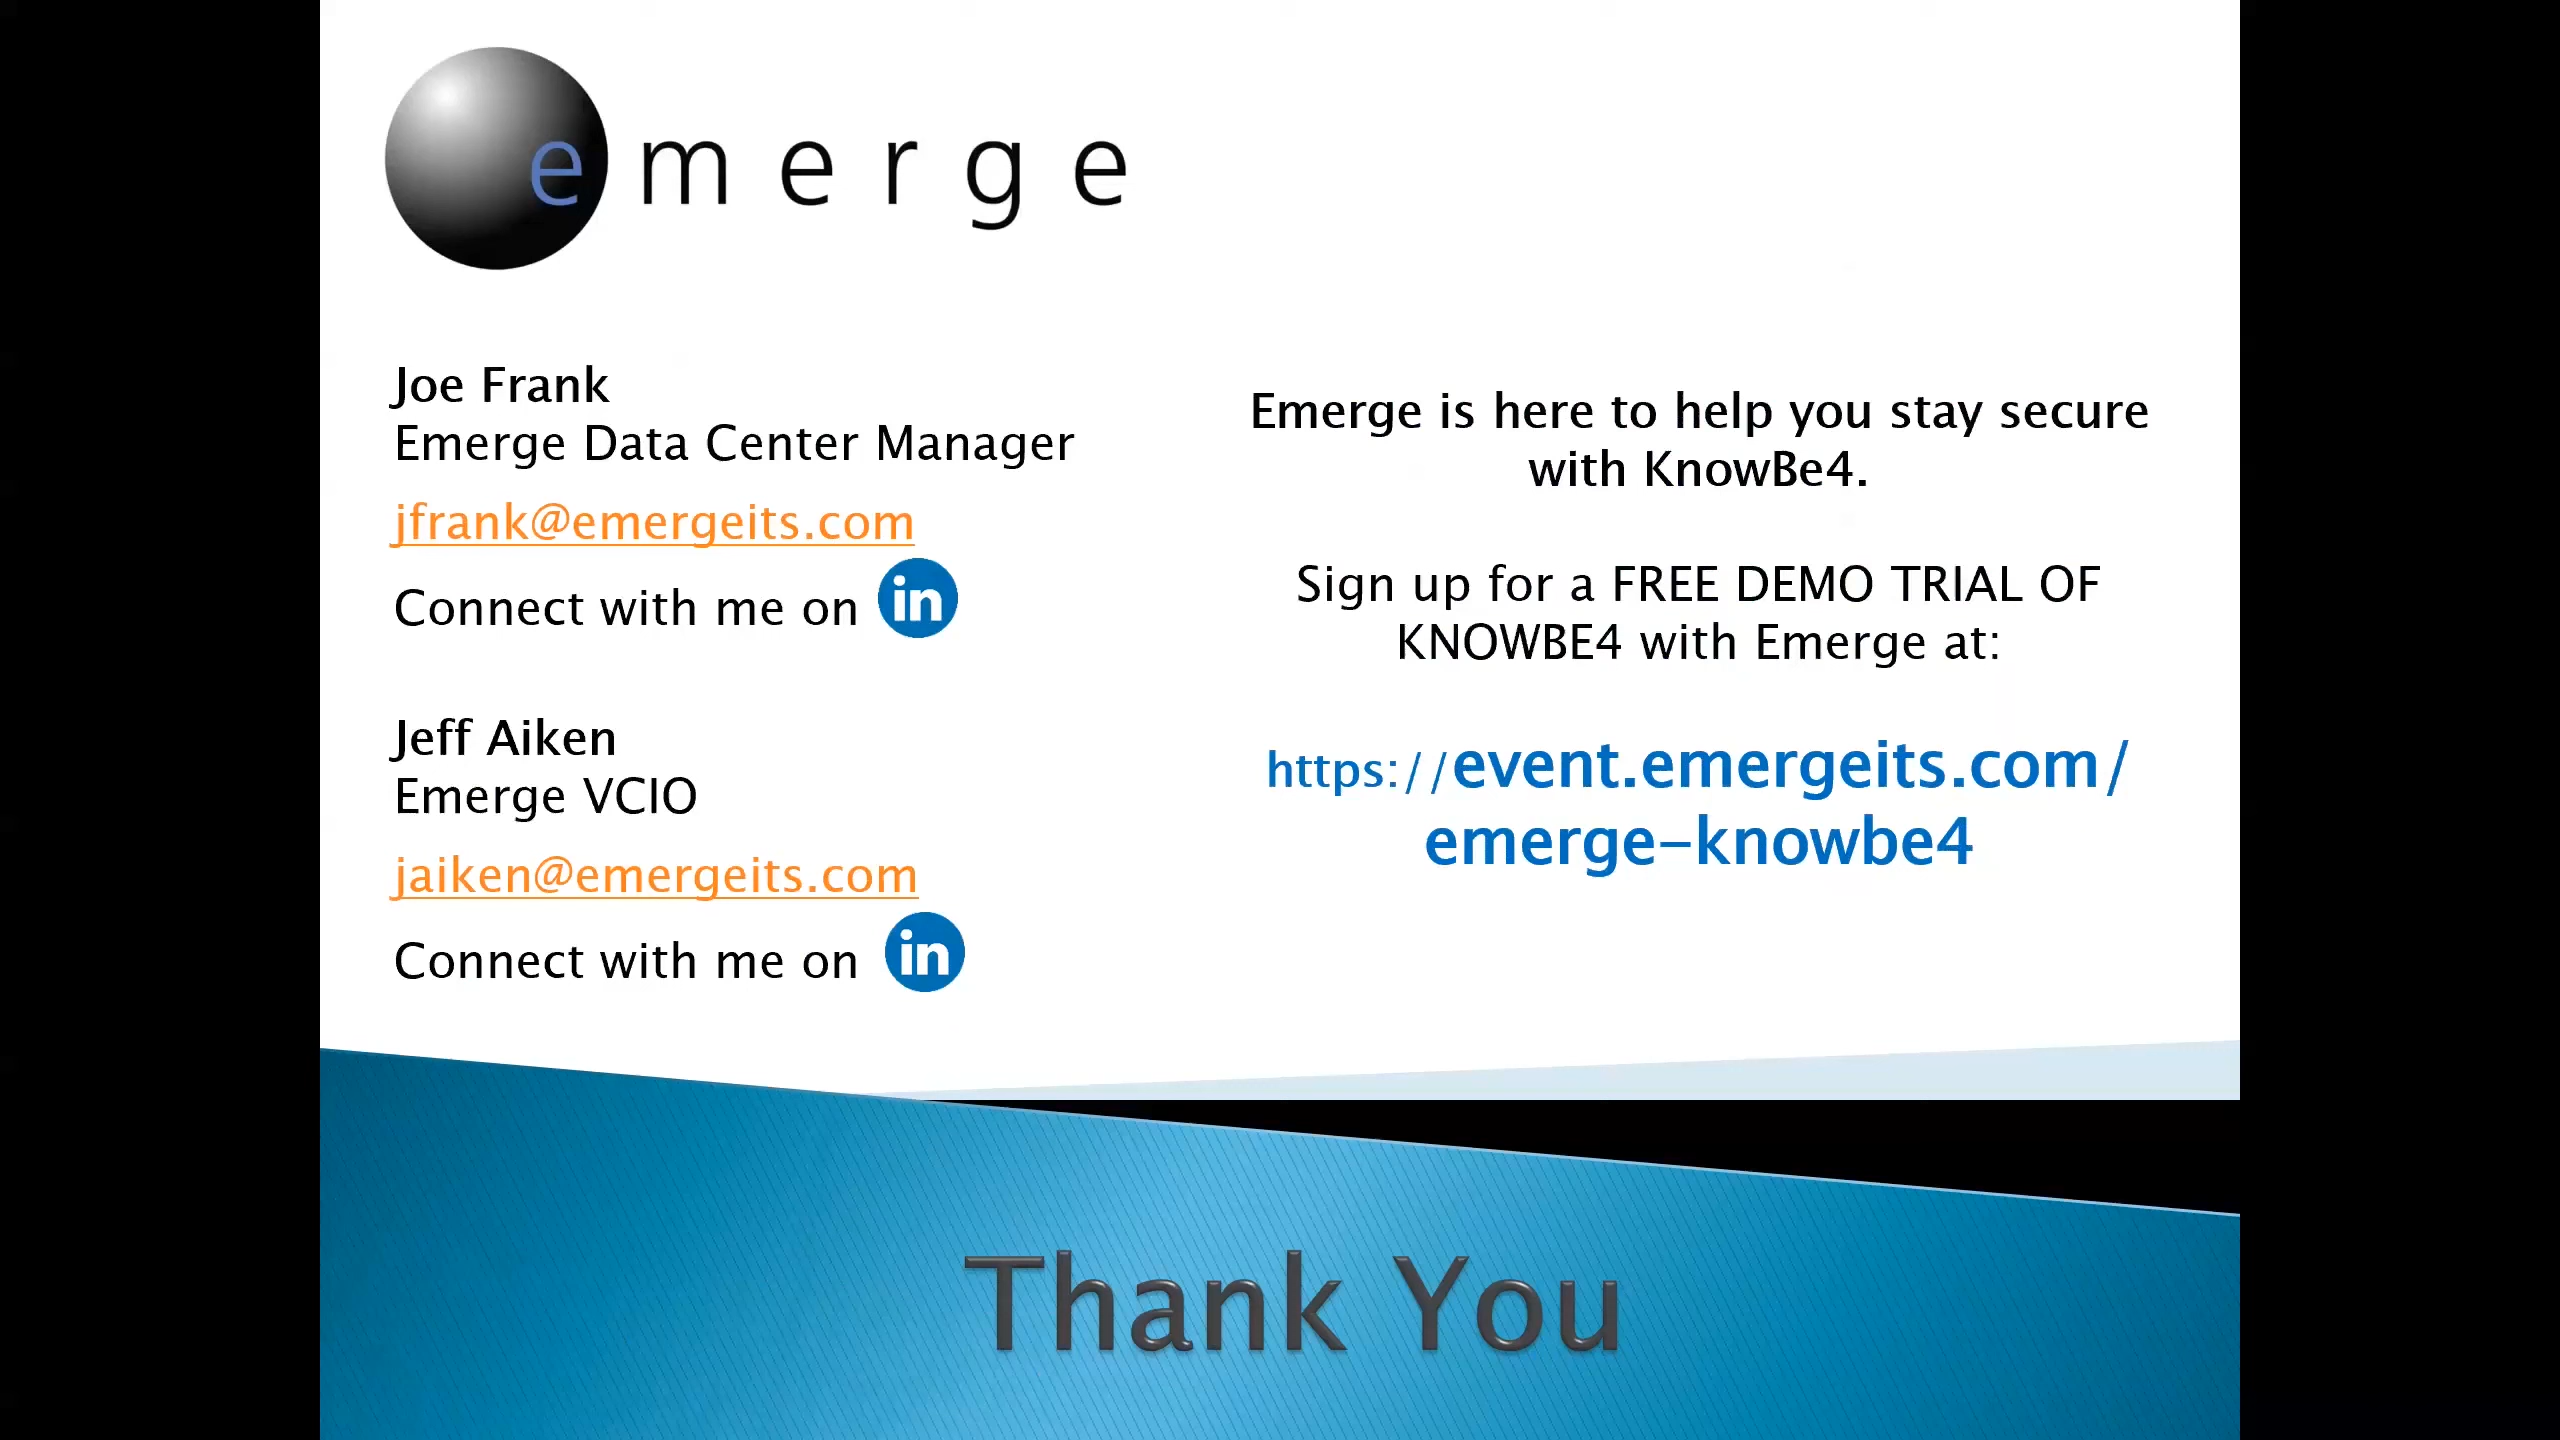 emerge
Joe Frank
Emerge Data Center Manager
jfrank@emergeits.com
Connect with me on in
Jeff Aiken
Emerge VCIO
jaiken@emergeits.com
Connect with me on in
Emerge is here to help you stay secure
with KnowBe4.
Sign up for a FREE DEMO TRIAL OF
KNOWBE4 with Emerge at:
https://event.emergeits.com/
emerge-knowbe4
Thank You